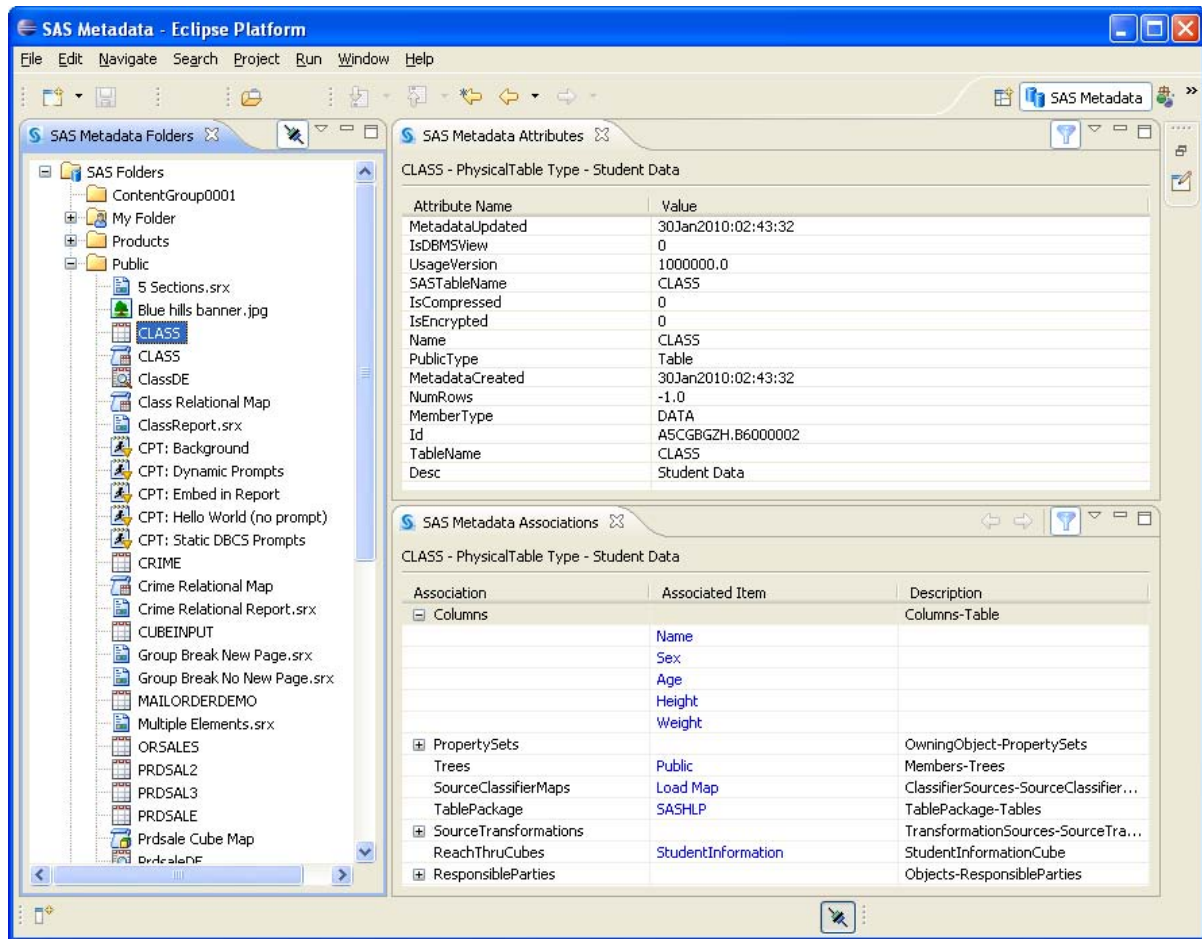 SAS Metadata - Eclipse Platform
File Edit Navigate Search Project Run Window Help
SAS Metadata »
SAS Metadata Folders
SAS Folders
ContentGroup0001
My Folder
Products
Public
5 Sections.srx
Blue hills banner.jpg
CLASS
CLASS
ClassDE
Class Relational Map
ClassReport.srx
CPT: Background
CPT: Dynamic Prompts
CPT: Embed in Report
CPT: Hello World (no prompt)
CPT: Static DBCS Prompts
CRIME
Crime Relational Map
Crime Relational Report.srx
CUBEINPUT
Group Break New Page.srx
Group Break No New Page.srx
MAILORDERDEMO
Multiple Elements.srx
ORSALES
PRDSAL2
PRDSAL3
PRDSALE
Prdsale Cube Map
PrdsaleDE
SAS Metadata Attributes
CLASS - PhysicalTable Type - Student Data
Attribute Name Value
MetadataUpdated 30Jan2010:02:43:32
IsDBMSView 0
UsageVersion 1000000.0
SASTableName CLASS
IsCompressed 0
IsEncrypted 0
Name CLASS
PublicType Table
MetadataCreated 30Jan2010:02:43:32
NumRows -1.0
MemberType DATA
Id A5CGBGZH.B6000002
TableName CLASS
Desc Student Data
SAS Metadata Associations
CLASS - PhysicalTable Type - Student Data
Association Associated Item Description
Columns Columns-Table
Name
Sex
Age
Height
Weight
PropertySets OwningObject-PropertySets
Trees Public Members-Trees
SourceClassifierMaps Load Map ClassifierSources-SourceClassifier...
TablePackage SASHLP TablePackage-Tables
SourceTransformations TransformationSources-SourceTra...
ReachThruCubes StudentInformation StudentInformationCube
ResponsibleParties Objects-ResponsibleParties